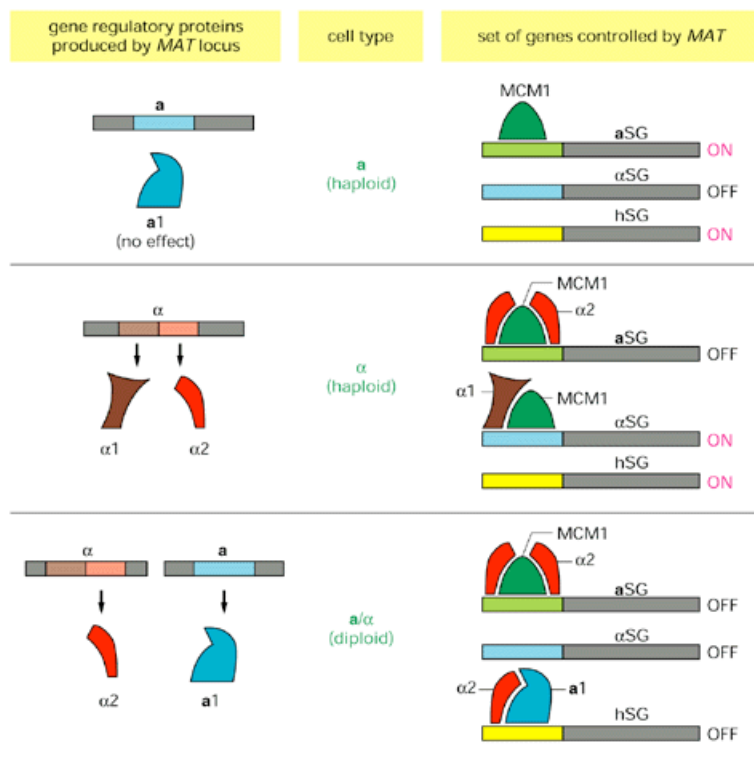 gene regulatory proteins
produced by MAT locus
cell type
set of genes controlled by MAT
a
a1
(no effect)
a
(haploid)
MCM1
aSG
ON
αSG
OFF
hSG
ON
α
α1
α2
α
(haploid)
MCM1
α2
aSG
OFF
α1
MCM1
αSG
ON
hSG
ON
α
a
α2
a1
a/α
(diploid)
MCM1
α2
aSG
OFF
αSG
OFF
α2
a1
hSG
OFF